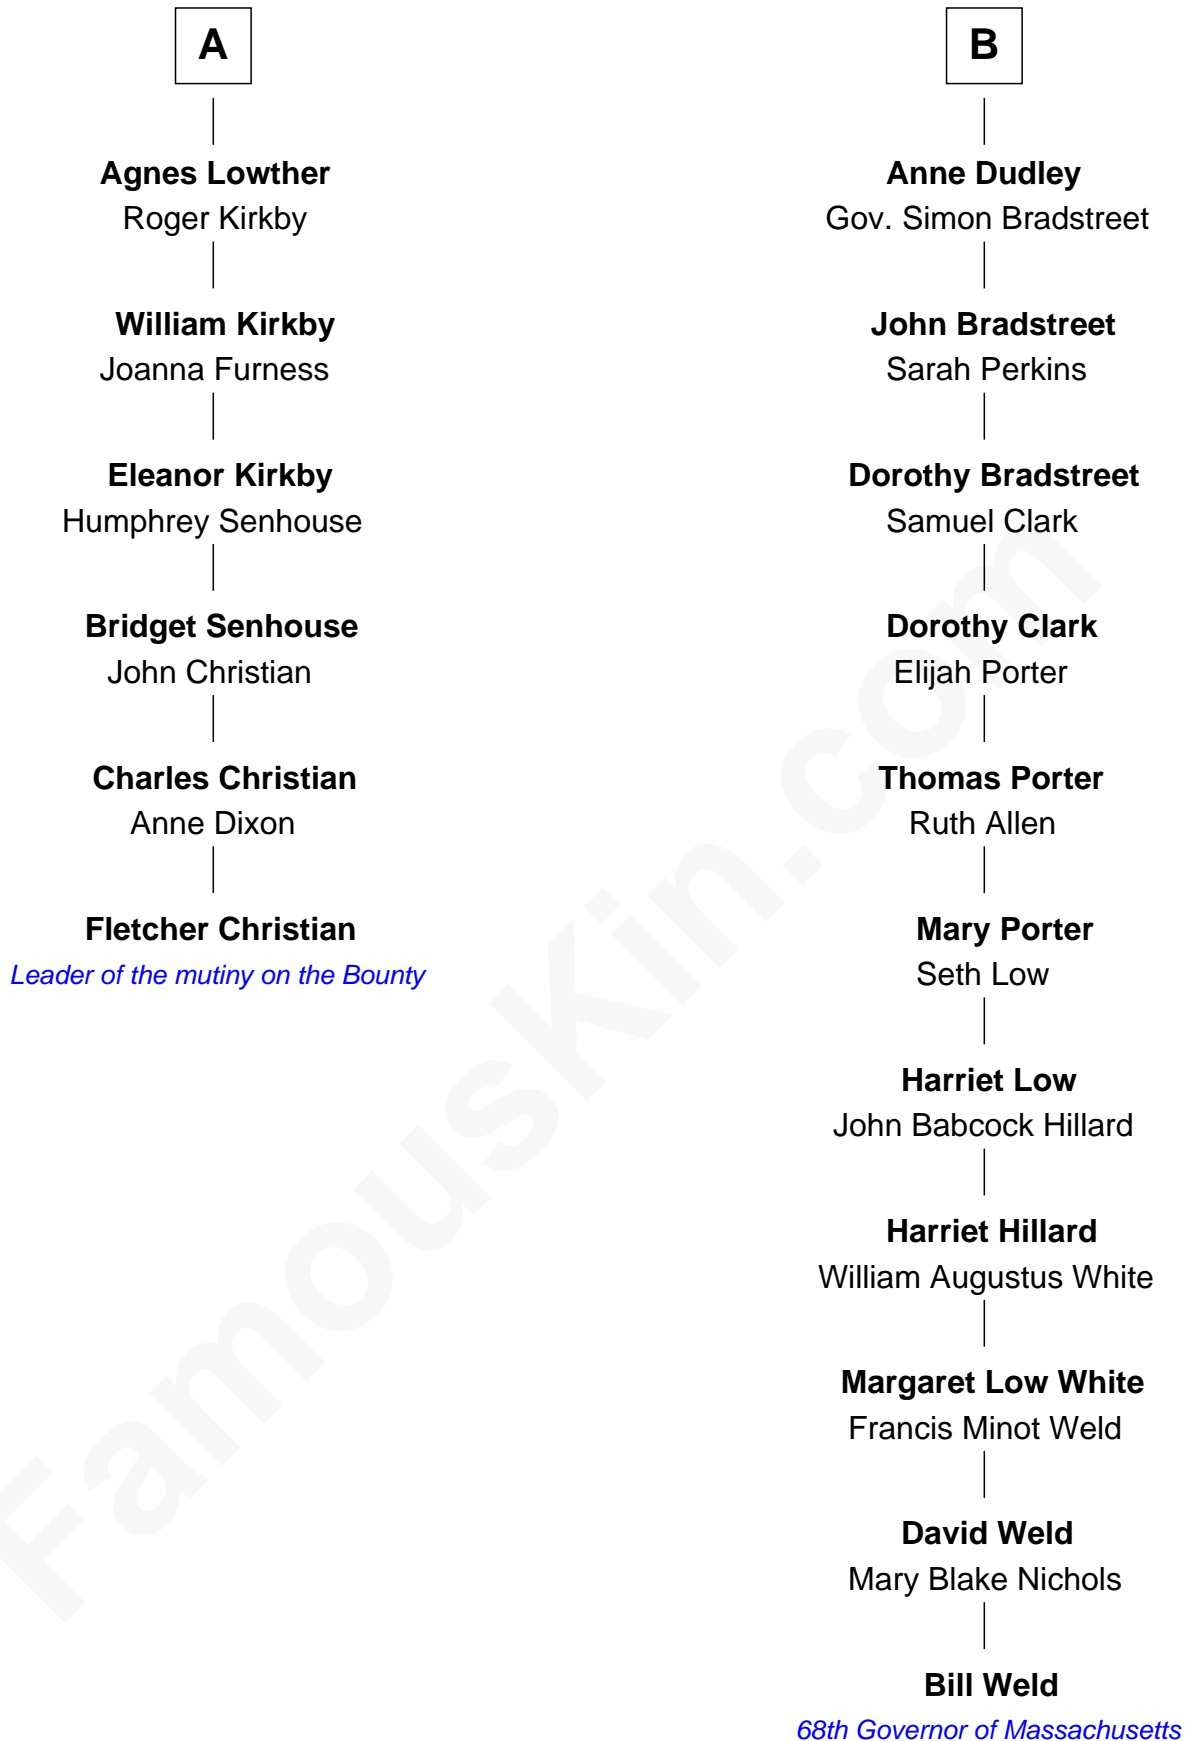 A
Agnes Lowther
Roger Kirkby
William Kirkby
Joanna Furness
Eleanor Kirkby
Humphrey Senhouse
Bridget Senhouse
John Christian
Charles Christian
Anne Dixon
Fletcher Christian
Leader of the mutiny on the Bounty
B
Anne Dudley
Gov. Simon Bradstreet
John Bradstreet
Sarah Perkins
Dorothy Bradstreet
Samuel Clark
Dorothy Clark
Elijah Porter
Thomas Porter
Ruth Allen
Mary Porter
Seth Low
Harriet Low
John Babcock Hillard
Harriet Hillard
William Augustus White
Margaret Low White
Francis Minot Weld
David Weld
Mary Blake Nichols
Bill Weld
68th Governor of Massachusetts
FamousKin.com